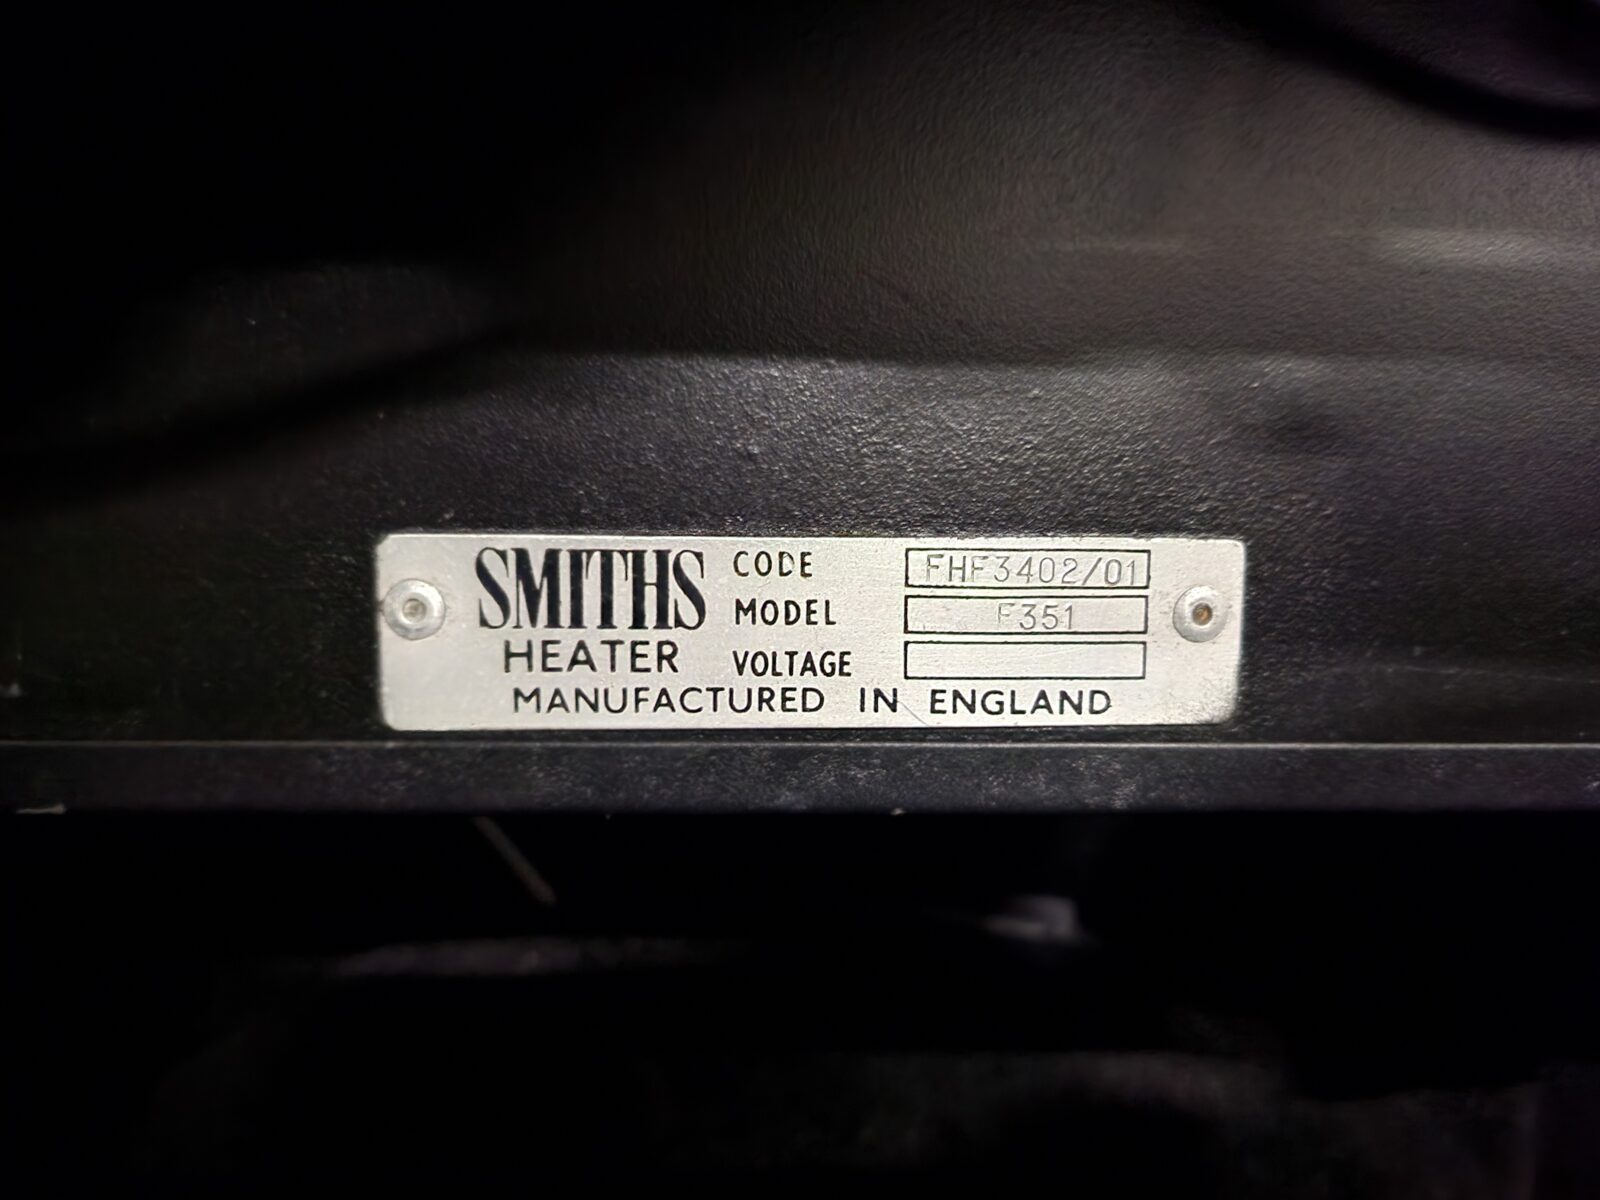 SMITHS CODE FHF3402/01
MODEL F351
HEATER VOLTAGE
MANUFACTURED IN ENGLAND